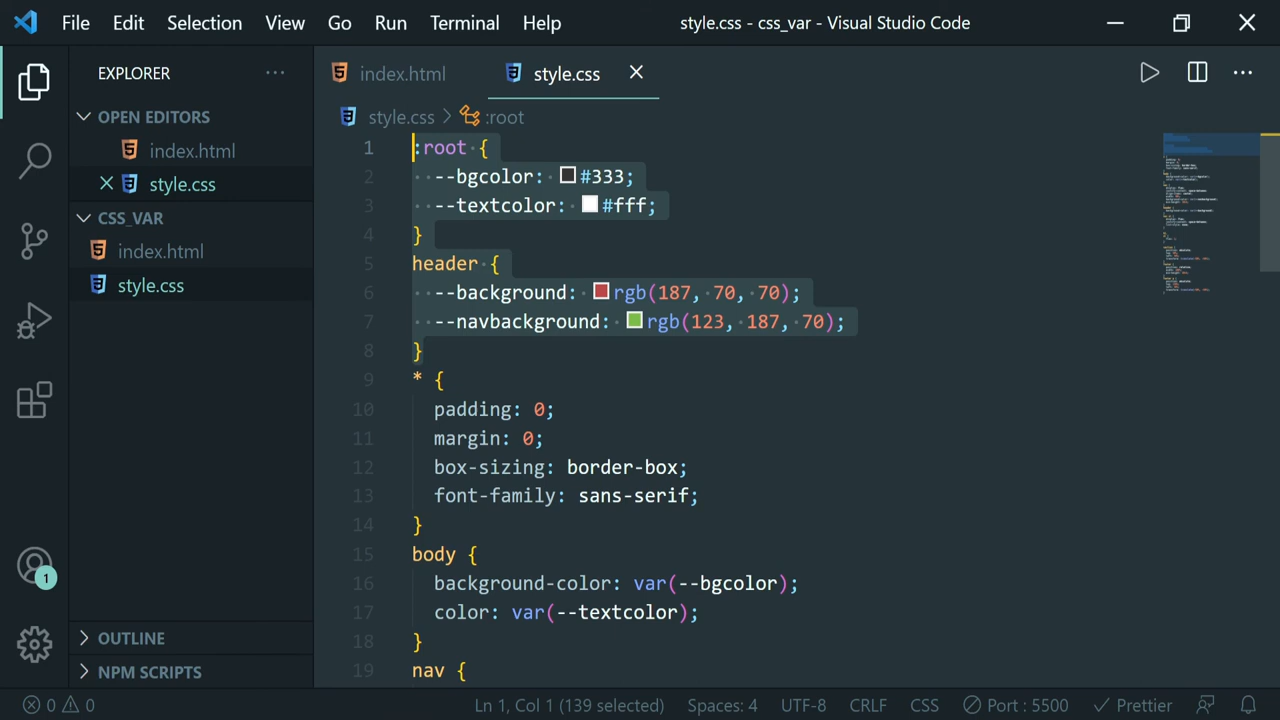 File Edit Selection View Go Run Terminal Help style.css - css_var - Visual Studio Code
EXPLORER
OPEN EDITORS
index.html
style.css
CSS_VAR
index.html
style.css
OUTLINE
NPM SCRIPTS
1
index.html style.css
style.css :root
1 :root {
2 --bgcolor: #333;
3 --textcolor: #fff;
4 }
5 header {
6 --background: rgb(187, 70, 70);
7 --navbackground: rgb(123, 187, 70);
8 }
9 * {
10 padding: 0;
11 margin: 0;
12 box-sizing: border-box;
13 font-family: sans-serif;
14 }
15 body {
16 background-color: var(--bgcolor);
17 color: var(--textcolor);
18 }
19 nav {
0 0 Ln 1, Col 1 (139 selected) Spaces: 4 UTF-8 CRLF CSS Port : 5500 Prettier